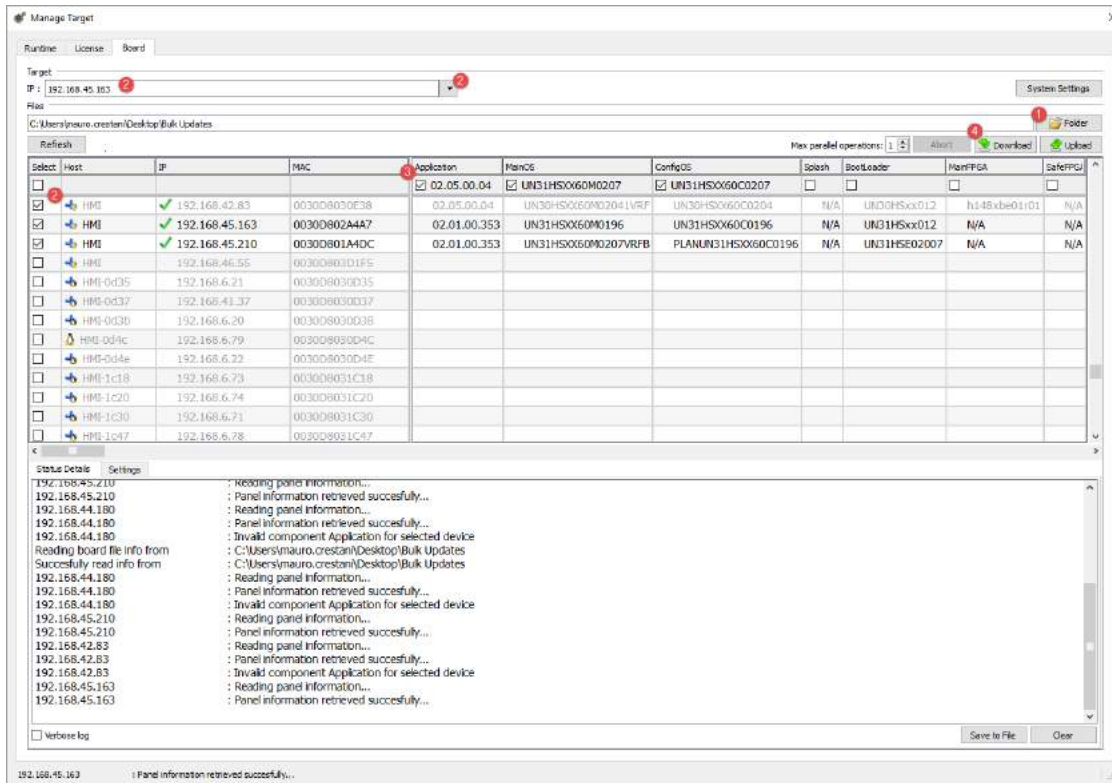 Manage Target
Runtime License Board
Target
IP : 192.168.45.163 2 2 System Settings
Files
C:\Users\mauro.crestani\Desktop\Bulk Updates 1 Folder
Refresh Max parallel operations: 1 Abort 4 Download Upload
Select Host IP MAC 3 Application MainOS ConfigOS Splash BootLoader MainFPGA SafeFPGA
02.05.00.04 UN31HSXX60M0207 UN31HSXX60C0207
2 HMI 192.168.42.83 0030D8030E38 02.05.00.04 UN30HSXX60M02041VRF UN30HSXX60C0204 N/A UN30HSxx012 h148xbe01r01 N/A
HMI 192.168.45.163 0030D802A4A7 02.01.00.353 UN31HSXX60M0196 UN31HSXX60C0196 N/A UN31HSxx012 N/A N/A
HMI 192.168.45.210 0030D801A4DC 02.01.00.353 UN31HSXX60M0207VRFB PLANUN31HSXX60C0196 N/A UN31HSE02007 N/A N/A
HMI 192.168.46.55 0030D803D1F5
HMI-0d35 192.168.6.21 0030D8030D35
HMI-0d37 192.168.41.37 0030D8030D37
HMI-0d3b 192.168.6.20 0030D8030D3B
HMI-0d4c 192.168.6.79 0030D8030D4C
HMI-0d4e 192.168.6.22 0030D8030D4E
HMI-1c18 192.168.6.73 0030D8031C18
HMI-1c20 192.168.6.74 0030D8031C20
HMI-1c30 192.168.6.71 0030D8031C30
HMI-1c47 192.168.6.78 0030D8031C47
Status Details Settings
192.168.45.210 : Reading panel information...
192.168.45.210 : Panel information retrieved succesfully...
192.168.44.180 : Reading panel information...
192.168.44.180 : Panel information retrieved succesfully...
192.168.44.180 : Invalid component Application for selected device
Reading board file info from : C:\Users\mauro.crestani\Desktop\Bulk Updates
Succesfully read info from : C:\Users\mauro.crestani\Desktop\Bulk Updates
192.168.44.180 : Reading panel information...
192.168.44.180 : Panel information retrieved succesfully...
192.168.44.180 : Invalid component Application for selected device
192.168.45.210 : Reading panel information...
192.168.45.210 : Panel information retrieved succesfully...
192.168.42.83 : Reading panel information...
192.168.42.83 : Panel information retrieved succesfully...
192.168.42.83 : Invalid component Application for selected device
192.168.45.163 : Reading panel information...
192.168.45.163 : Panel information retrieved succesfully...
Verbose log Save to File Clear
192.168.45.163 : Panel information retrieved succesfully...